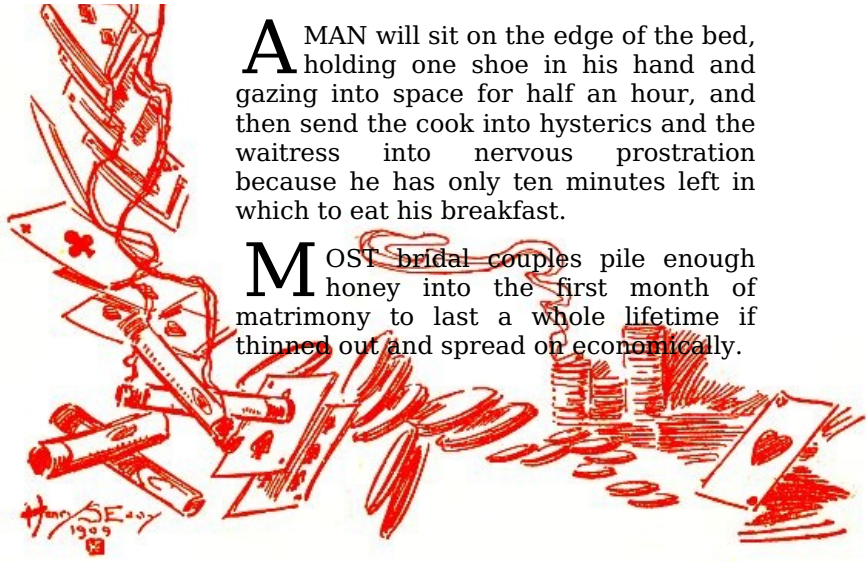 A MAN will sit on the edge of the bed,
holding one shoe in his hand and
gazing into space for half an hour, and
then send the cook into hysterics and the
waitress into nervous prostration
because he has only ten minutes left in
which to eat his breakfast.
MOST bridal couples pile enough
honey into the first month of
matrimony to last a whole lifetime if
thinned out and spread on economically.
Henry S Eddy
1909